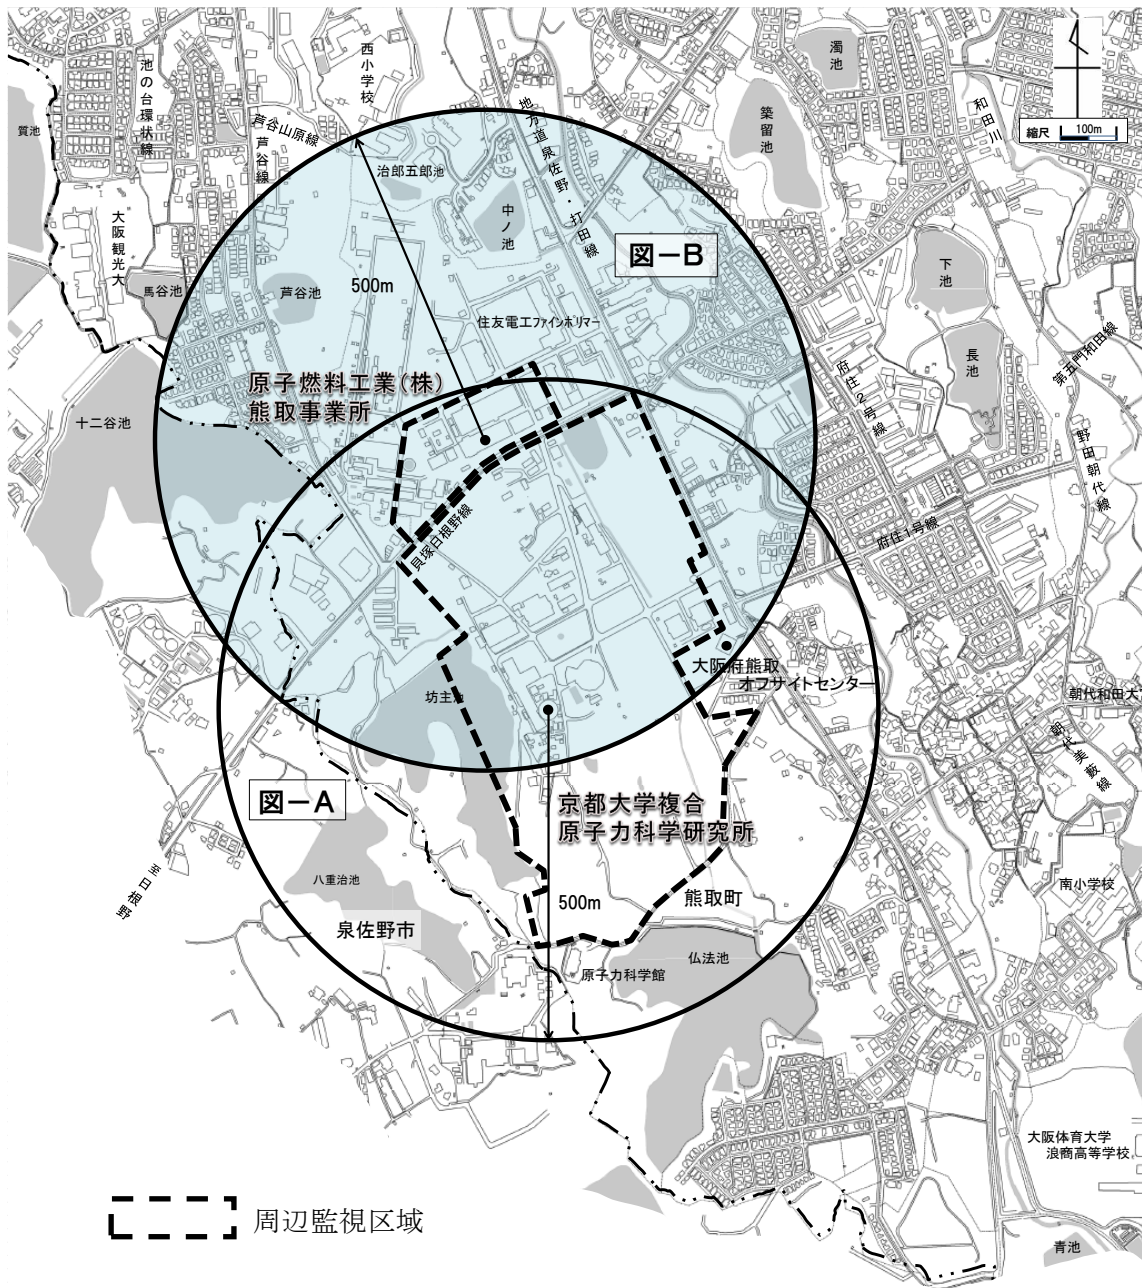 西小学校
濁池
池の台環状線
芦谷山原線
芦谷線
地方道泉佐野・打田線
築留池
和田川
縮尺 100m
質池
治郎五郎池
中ノ池
図－B
大阪観光大
500m
馬谷池
芦谷池
下池
住友電工ファインポリマー
府住2号線
長池
第五門和田線
原子燃料工業(株)
熊取事業所
十二谷池
野田朝代線
貝塚日根野線
府住1号線
大阪府熊取
オフサイトセンター
坊主
朝代和田大
朝代美薮線
図－A
京都大学複合
原子力科学研究所
至日根野
八重治池
500m
熊取町
南小学校
泉佐野市
仏法池
原子力科学館
大阪体育大学
浪商高等学校
周辺監視区域
青池